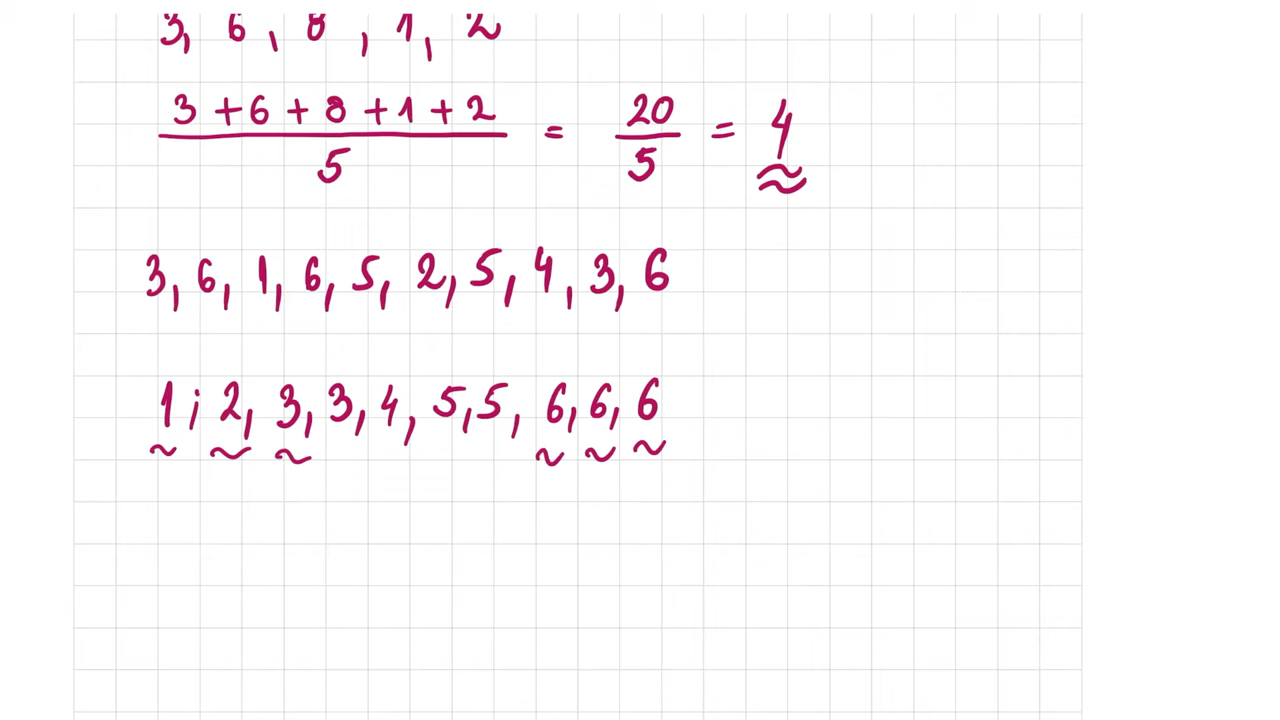 3, 6, 8, 1, 2
3 + 6 + 8 + 1 + 2 / 5 = 20 / 5 = 4
3, 6, 1, 6, 5, 2, 5, 4, 3, 6
1; 2, 3, 3, 4, 5, 5, 6, 6, 6